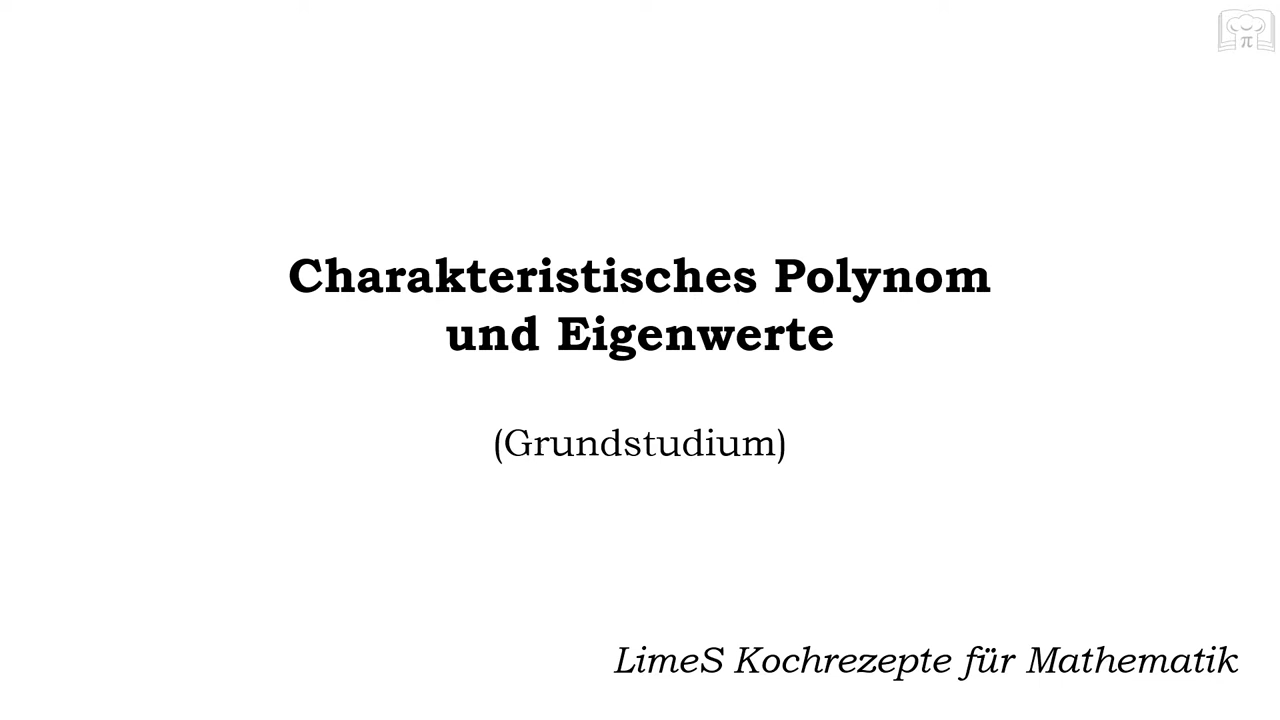 π
Charakteristisches Polynom
und Eigenwerte
(Grundstudium)
LimeS Kochrezepte für Mathematik